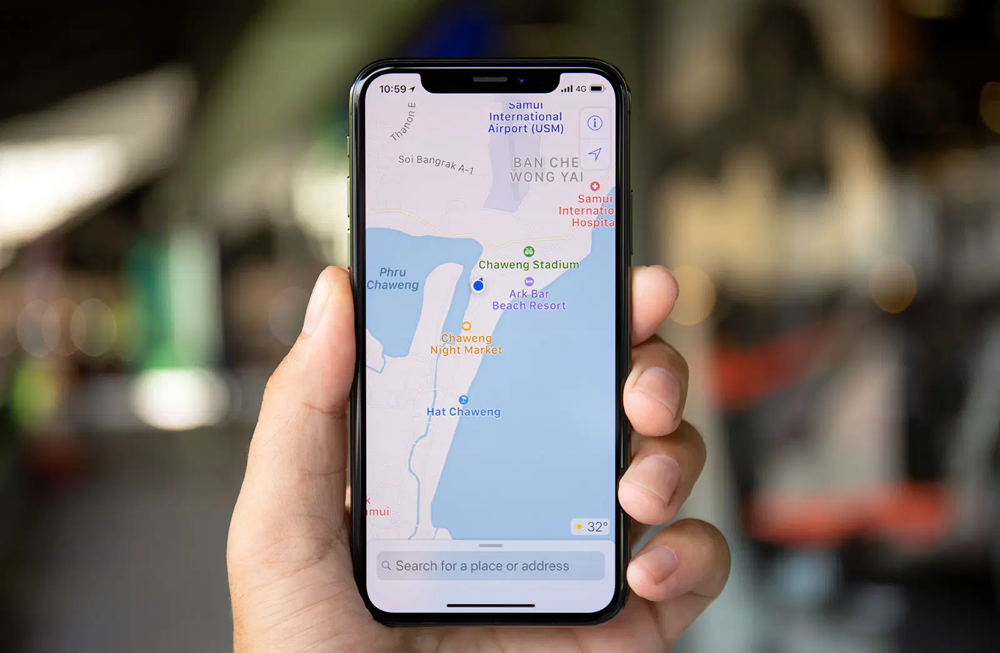 10:59
4G
Samui
International
Airport (USM)
Thanon B
Soi Bangrak A-1
BAN CHE
WONG YAI
Samui
Internatio
Hospita
Chaweng Stadium
Phru
Chaweng
Ark Bar
Beach Resort
Chaweng
Night Market
Hat Chaweng
k
mui
32°
Search for a place or address